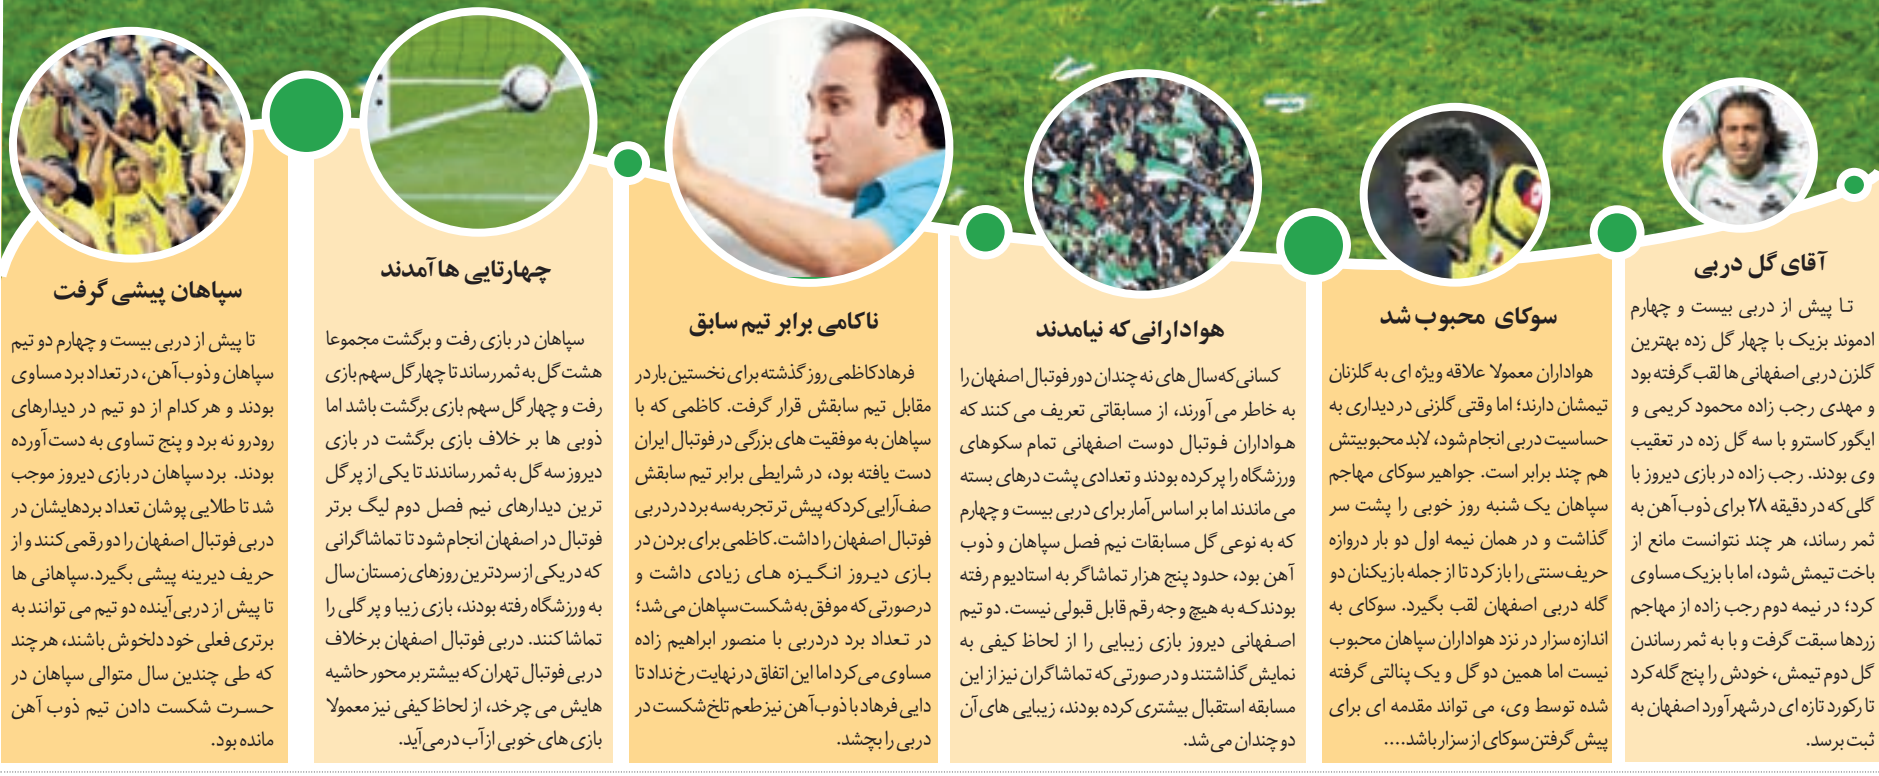 آقای گل دربی
تا پیش از دربی بیست و چهارم
ادموند بزیک با چهار گل زده بهترین
گلزن دربی اصفهانی ها لقب گرفته بود
و مهدی رجب زاده محمود کریمی و
ایگور کاسترو با سه گل زده در تعقیب
وی بودند. رجب زاده در بازی دیروز با
گلی که در دقیقه ۲۸ برای ذوب‌آهن به
ثمر رساند، هر چند نتوانست مانع از
باخت تیمش شود، اما با بزیک مساوی
کرد؛ در نیمه دوم رجب زاده از مهاجم
زردها سبقت گرفت و با به ثمر رساندن
گل دوم تیمش، خودش را پنج گله کرد
تا رکورد تازه ای در شهرآورد اصفهان به
ثبت برسد.
سوکای محبوب شد
هواداران معمولا علاقه ویژه ای به گلزنان
تیمشان دارند؛ اما وقتی گلزنی در دیداری به
حساسیت دربی انجام شود، لابد محبوبیتش
هم چند برابر است. جواهیر سوکای مهاجم
سپاهان یک شنبه روز خوبی را پشت سر
گذاشت و در همان نیمه اول دو بار دروازه
حریف سنتی را باز کرد تا از جمله بازیکنان دو
گله دربی اصفهان لقب بگیرد. سوکای به
اندازه سزار در نزد هواداران سپاهان محبوب
نیست اما همین دو گل و یک پنالتی گرفته
شده توسط وی، می تواند مقدمه ای برای
پیش گرفتن سوکای از سزار باشد....
هوادارانی که نیامدند
کسانی که سال های نه چندان دور فوتبال اصفهان را
به خاطر می آورند، از مسابقاتی تعریف می کنند که
هواداران فوتبال دوست اصفهانی تمام سکوهای
ورزشگاه را پر کرده بودند و تعدادی پشت درهای بسته
می ماندند اما بر اساس آمار برای دربی بیست و چهارم
که به نوعی گل مسابقات نیم فصل سپاهان و ذوب
آهن بود، حدود پنج هزار تماشاگر به استادیوم رفته
بودند که به هیچ وجه رقم قابل قبولی نیست. دو تیم
اصفهانی دیروز بازی زیبایی را از لحاظ کیفی به
نمایش گذاشتند و در صورتی که تماشاگران نیز از این
مسابقه استقبال بیشتری کرده بودند، زیبایی های آن
دو چندان می شد.
ناکامی برابر تیم سابق
فرهاد کاظمی روز گذشته برای نخستین بار در
مقابل تیم سابقش قرار گرفت. کاظمی که با
سپاهان به موفقیت های بزرگی در فوتبال ایران
دست یافته بود، در شرایطی برابر تیم سابقش
صف‌آرایی کرد که پیش تر تجربه سه برد در دربی
فوتبال اصفهان را داشت. کاظمی برای بردن در
بازی دیروز انگیزه های زیادی داشت و
درصورتی که موفق به شکست سپاهان می شد؛
در تعداد برد دردربی با منصور ابراهیم زاده
مساوی می کرد اما این اتفاق در نهایت رخ نداد تا
دایی فرهاد با ذوب‌آهن نیز طعم تلخ شکست در
دربی را بچشد.
چهارتایی ها آمدند
سپاهان در بازی رفت و برگشت مجموعا
هشت گل به ثمر رساند تا چهار گل سهم بازی
رفت و چهار گل سهم بازی برگشت باشد اما
ذوبی ها بر خلاف بازی برگشت در بازی
دیروز سه گل به ثمر رساندند تا یکی از پر گل
ترین دیدارهای نیم فصل دوم لیگ برتر
فوتبال در اصفهان انجام شود تا تماشاگرانی
که در یکی از سردترین روزهای زمستان سال
به ورزشگاه رفته بودند، بازی زیبا و پر گلی را
تماشا کنند. دربی فوتبال اصفهان برخلاف
دربی فوتبال تهران که بیشتر بر محور حاشیه
هایش می چرخد، از لحاظ کیفی نیز معمولا
بازی های خوبی از آب در می‌آید.
سپاهان پیشی گرفت
تا پیش از دربی بیست و چهارم دو تیم
سپاهان و ذوب‌آهن، در تعداد برد مساوی
بودند و هر کدام از دو تیم در دیدارهای
رودرو نه برد و پنج تساوی به دست آورده
بودند. برد سپاهان در بازی دیروز موجب
شد تا طلایی پوشان تعداد بردهایشان در
دربی فوتبال اصفهان را دو رقمی کنند و از
حریف دیرینه پیشی بگیرد.سپاهانی ها
تا پیش از دربی آینده دو تیم می توانند به
برتری فعلی خود دلخوش باشند، هر چند
که طی چندین سال متوالی سپاهان در
حسرت شکست دادن تیم ذوب آهن
مانده بود.